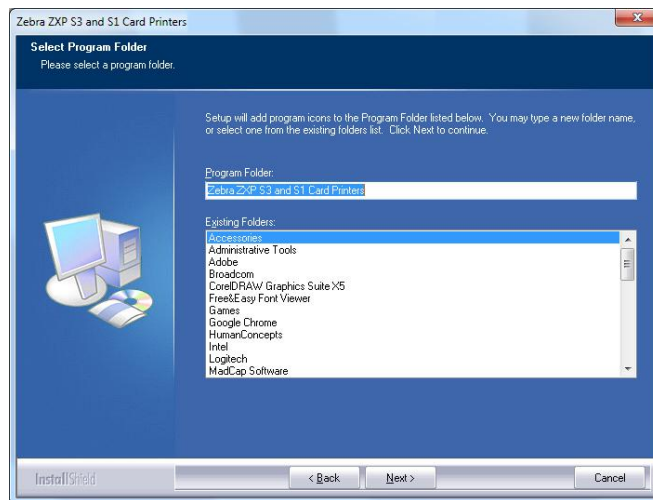 Zebra ZXP S3 and S1 Card Printers
Select Program Folder
Please select a program folder.
Setup will add program icons to the Program Folder listed below. You may type a new folder name,
or select one from the existing folders list. Click Next to continue.
Program Folder:
Zebra ZXP S3 and S1 Card Printers
Existing Folders:
Accessories
Administrative Tools
Adobe
Broadcom
CorelDRAW Graphics Suite X5
Free&Easy Font Viewer
Games
Google Chrome
HumanConcepts
Intel
Logitech
MadCap Software
InstallShield
< Back
Next >
Cancel